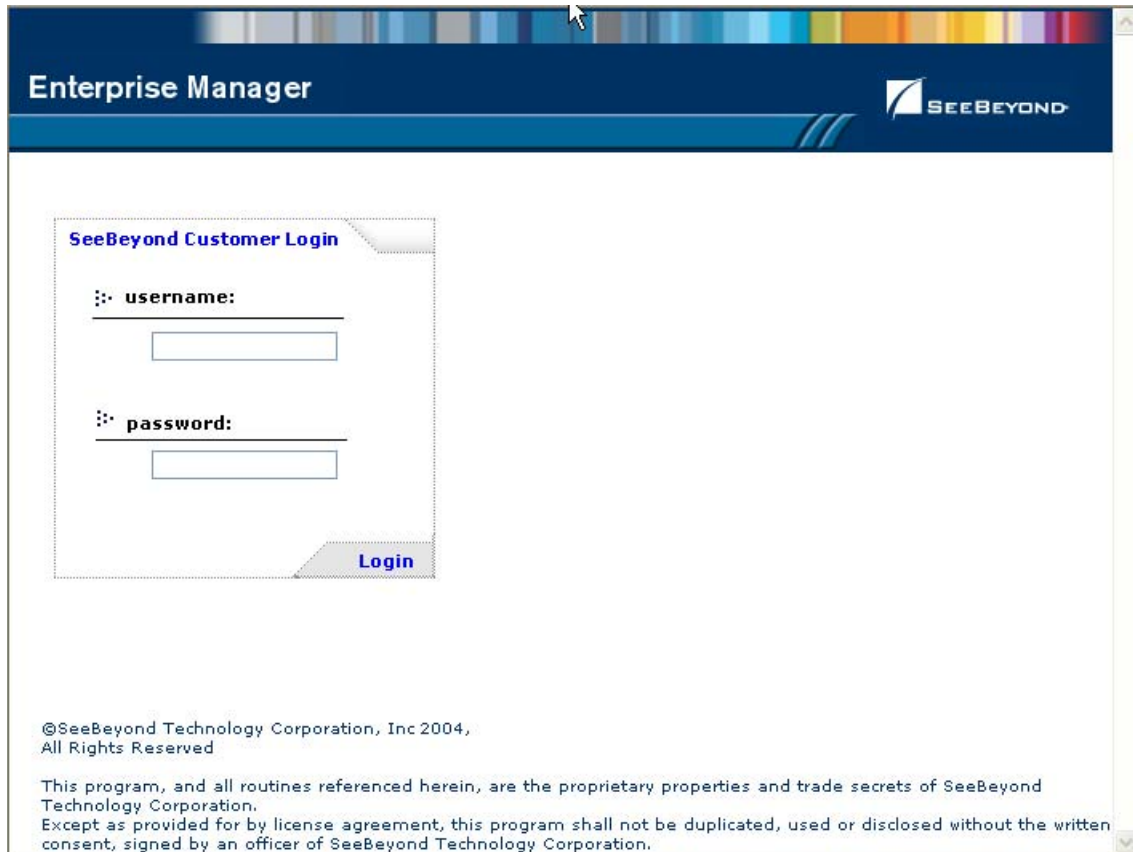 Enterprise Manager
SEEBEYOND
SeeBeyond Customer Login
username:
password:
Login
©SeeBeyond Technology Corporation, Inc 2004,
All Rights Reserved
This program, and all routines referenced herein, are the proprietary properties and trade secrets of SeeBeyond
Technology Corporation.
Except as provided for by license agreement, this program shall not be duplicated, used or disclosed without the written
consent, signed by an officer of SeeBeyond Technology Corporation.